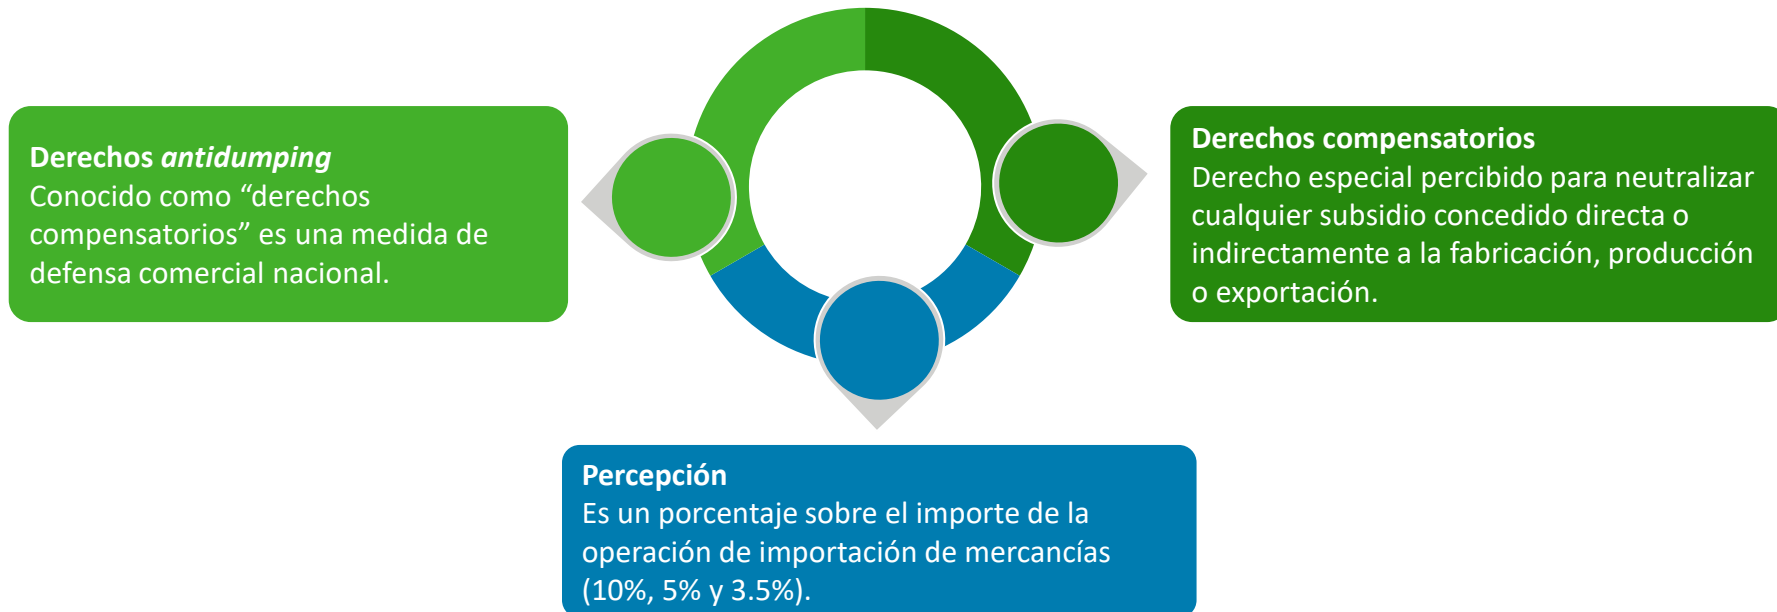 Derechos antidumping
Conocido como “derechos
compensatorios” es una medida de
defensa comercial nacional.
Derechos compensatorios
Derecho especial percibido para neutralizar
cualquier subsidio concedido directa o
indirectamente a la fabricación, producción
o exportación.
Percepción
Es un porcentaje sobre el importe de la
operación de importación de mercancías
(10%, 5% y 3.5%).